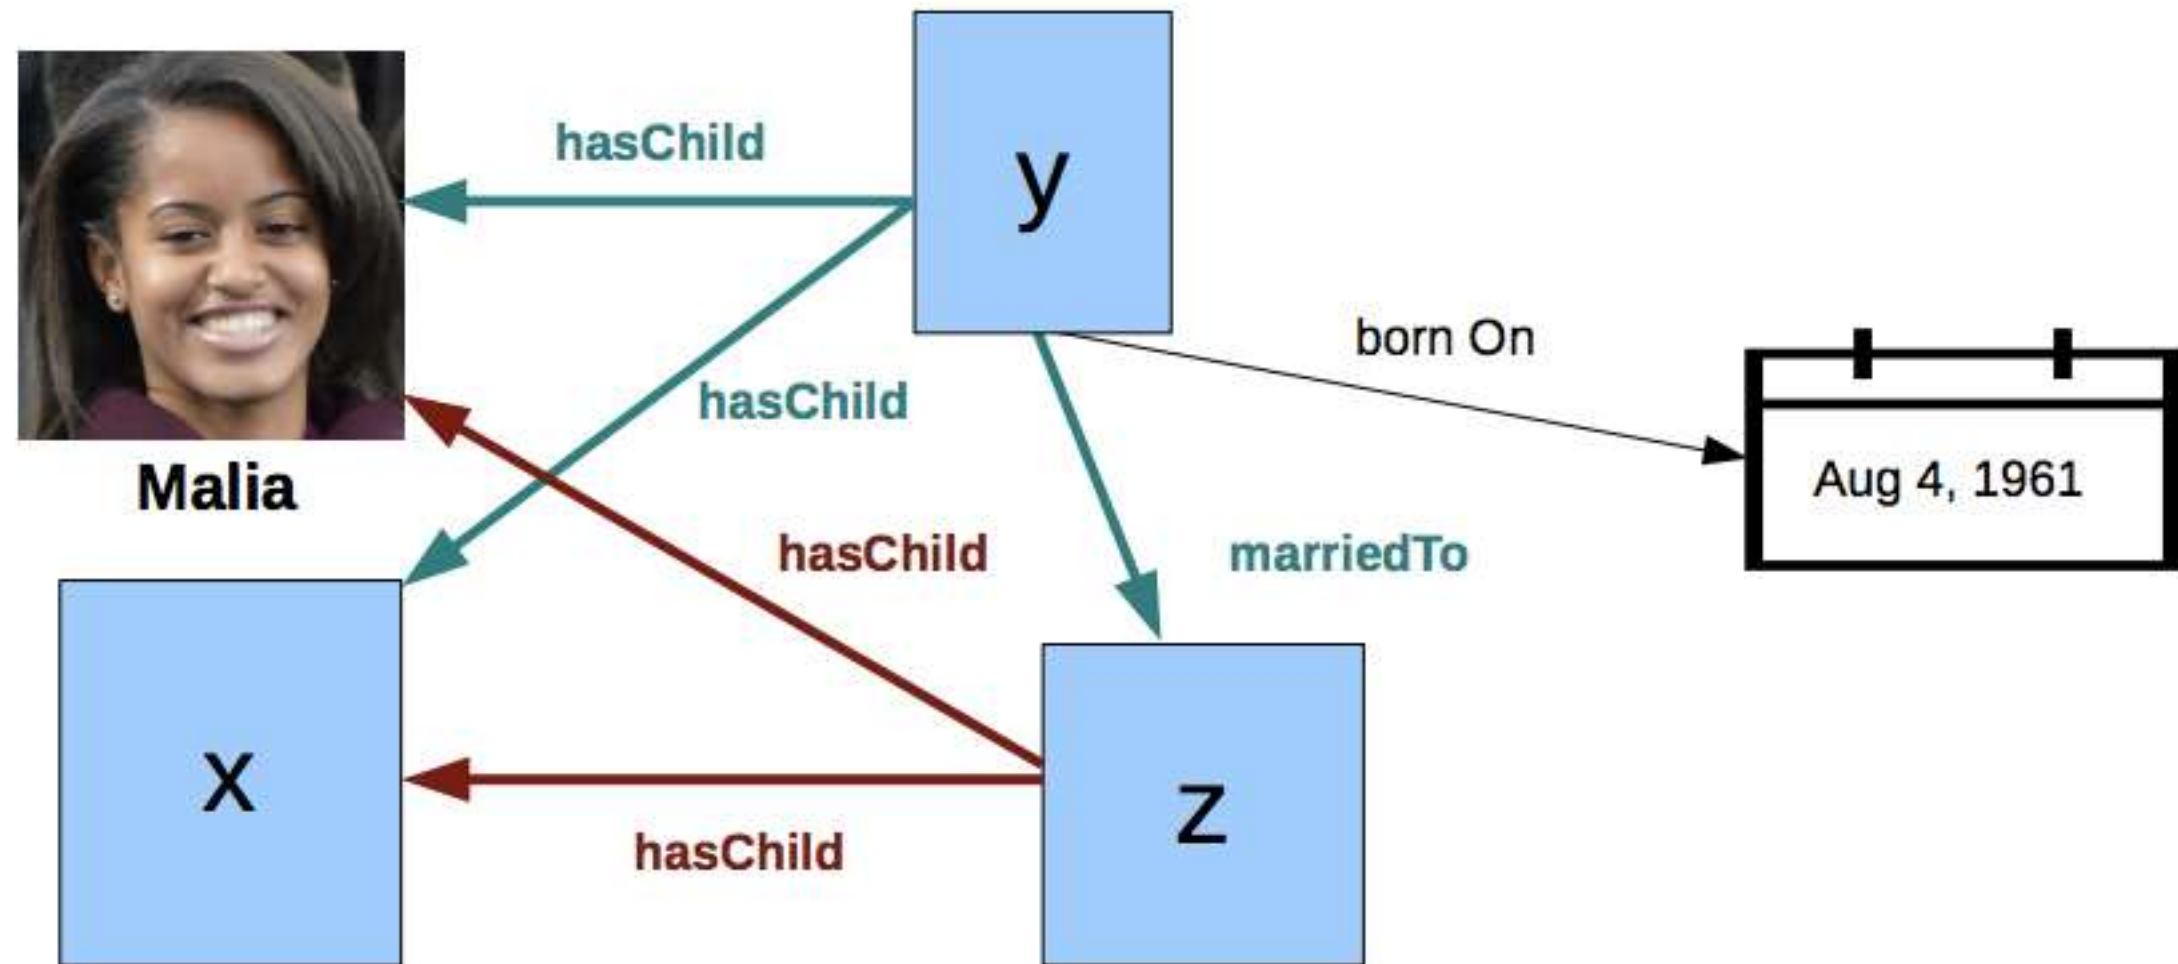 y
hasChild
born On
hasChild
Aug 4, 1961
Malia
hasChild
marriedTo
x
z
hasChild